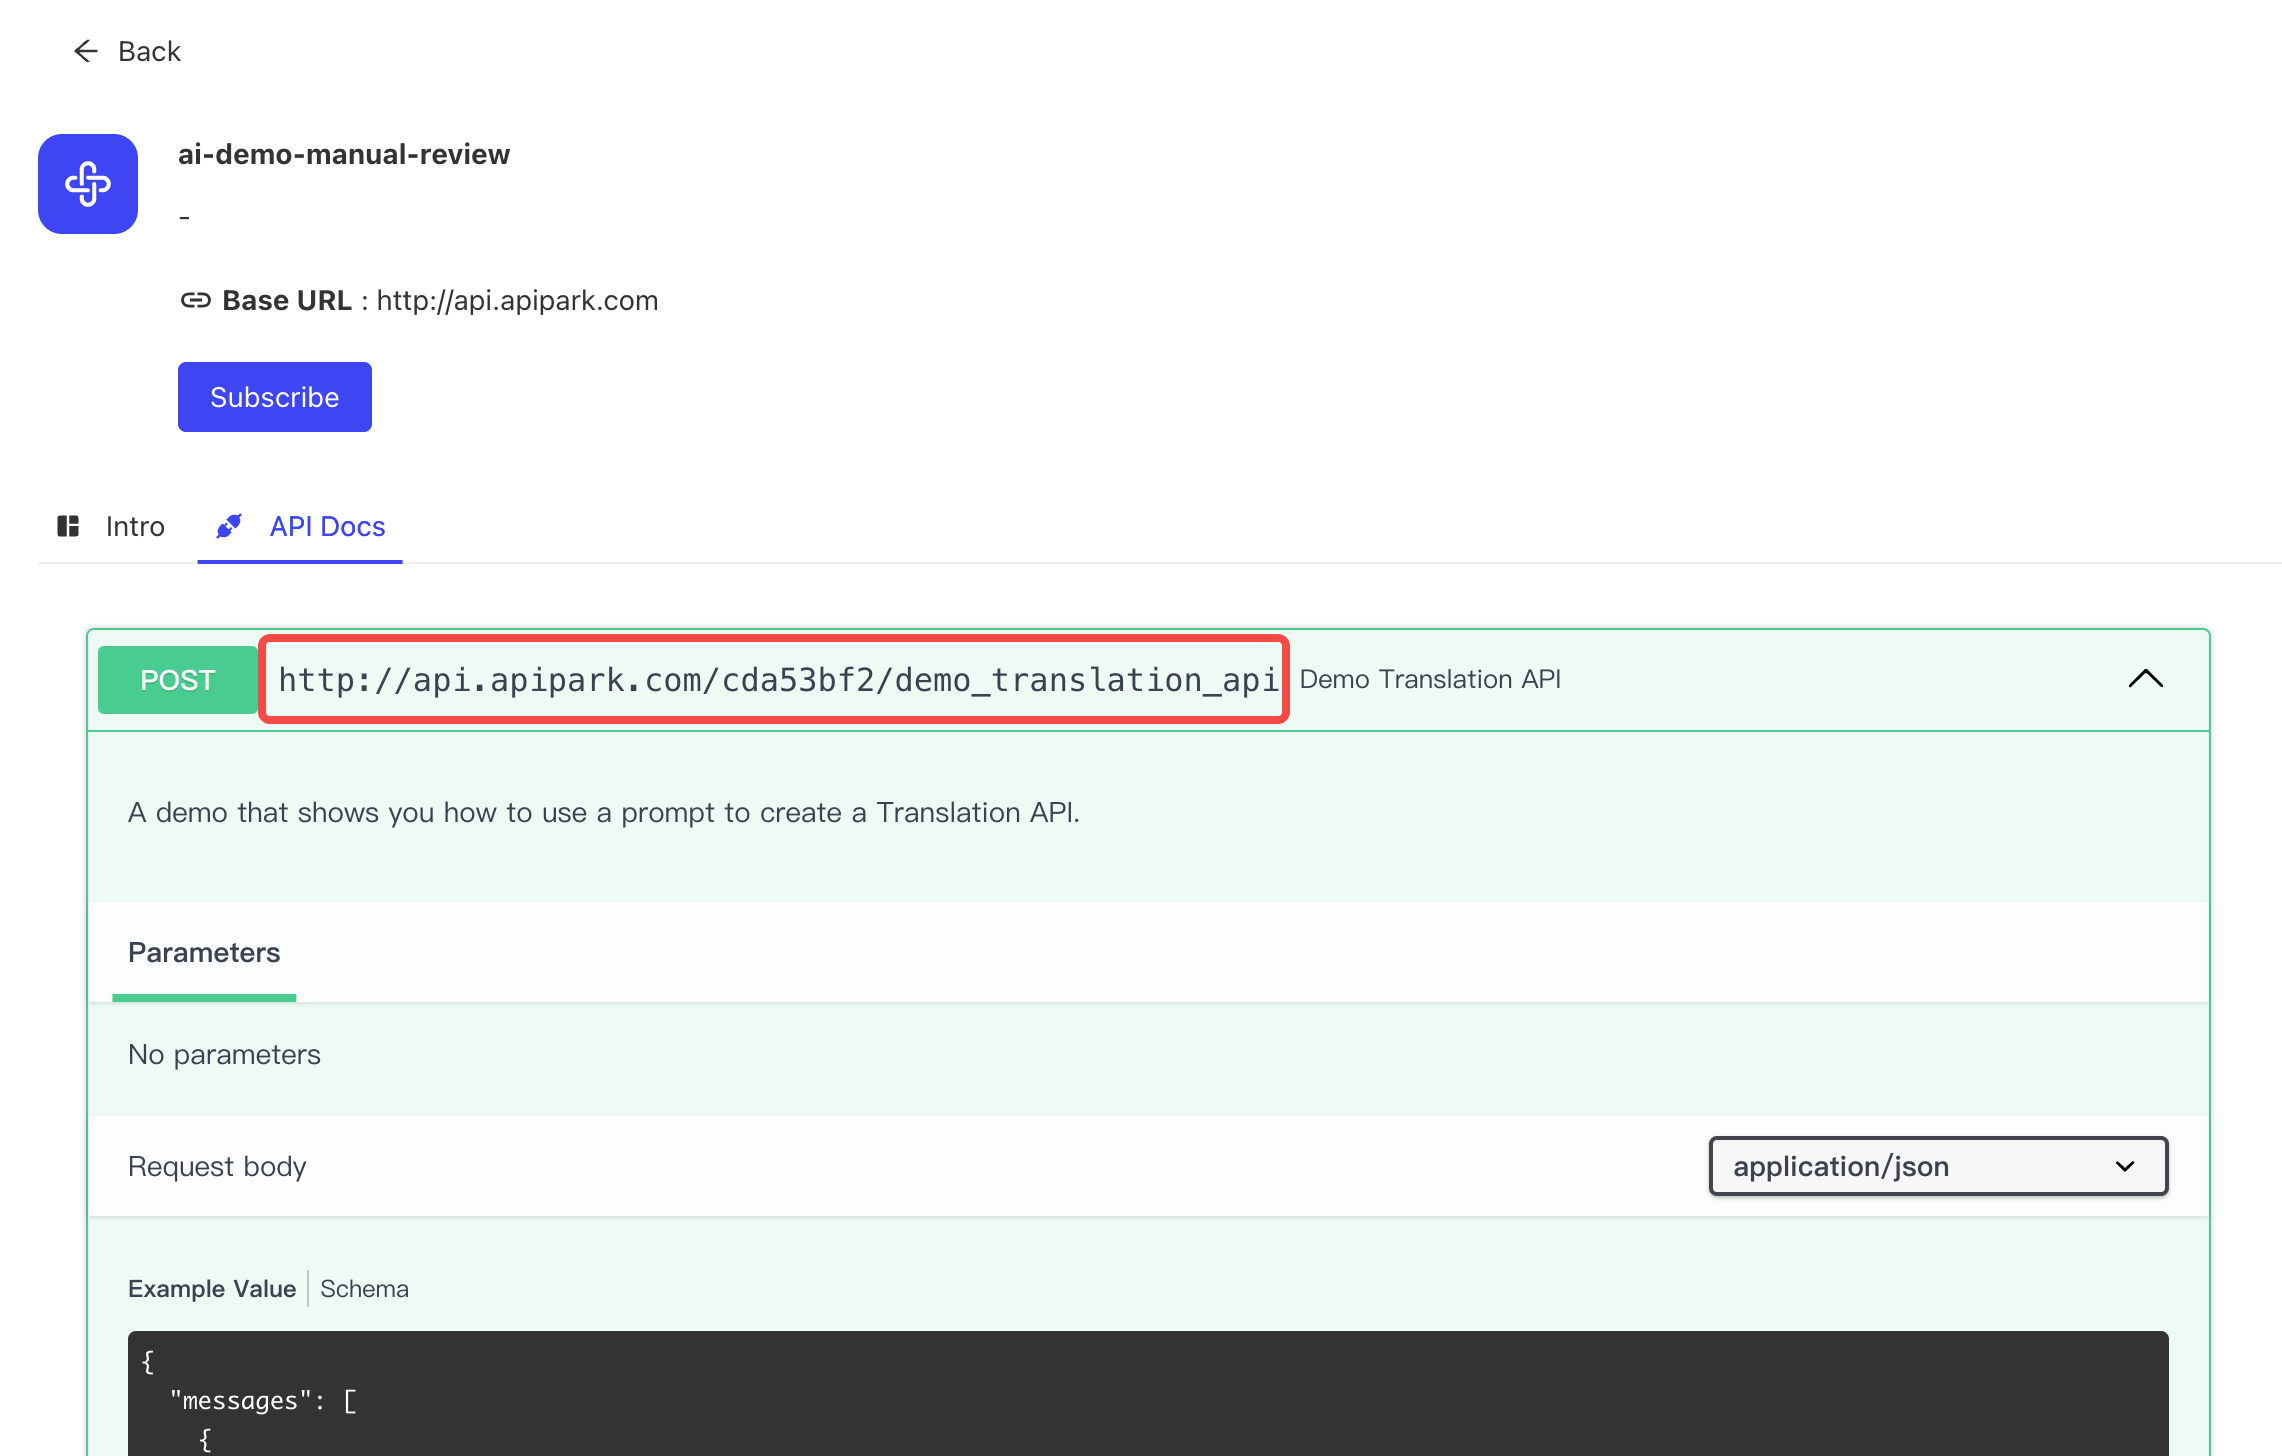 Back
ai-demo-manual-review
-
Base URL : http://api.apipark.com
Subscribe
Intro API Docs
POST http://api.apipark.com/cda53bf2/demo_translation_api Demo Translation API
A demo that shows you how to use a prompt to create a Translation API.
Parameters
No parameters
Request body application/json
Example Value Schema
{
"messages": [
{